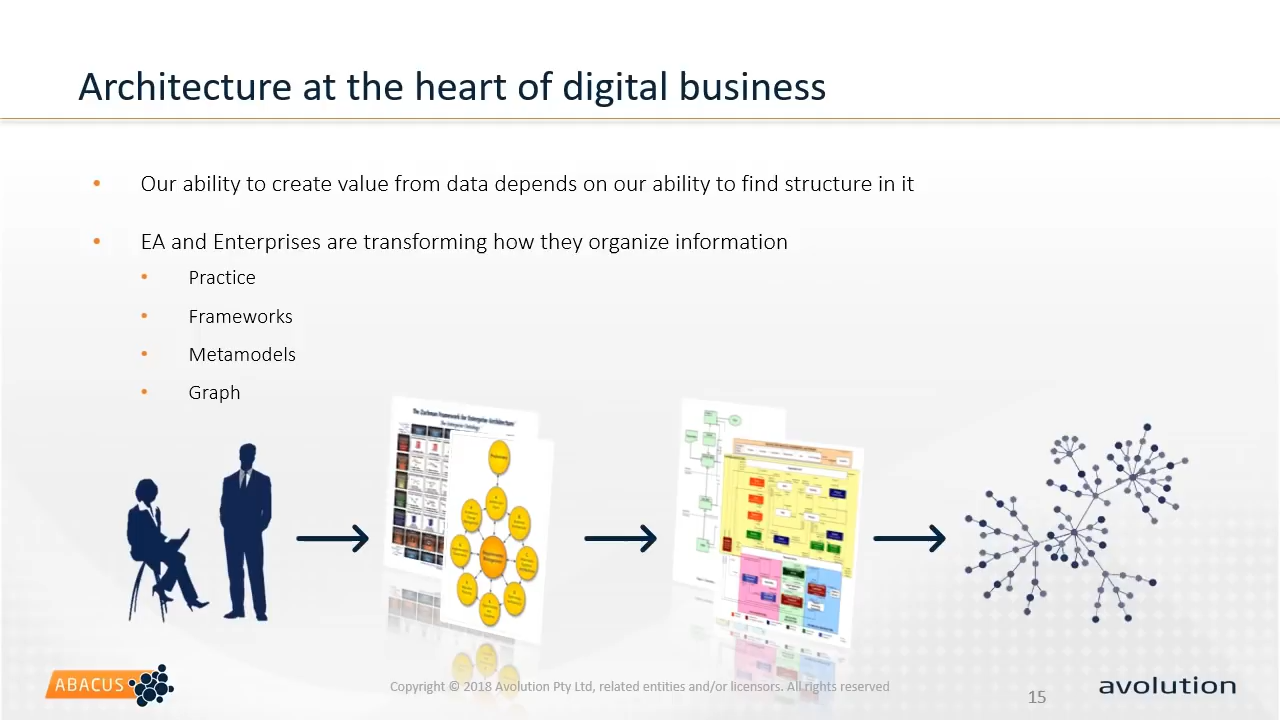 Architecture at the heart of digital business
• Our ability to create value from data depends on our ability to find structure in it
• EA and Enterprises are transforming how they organize information
• Practice
• Frameworks
• Metamodels
• Graph
The Zachman Framework for Enterprise Architecture
ABACUS
Copyright © 2018 Avolution Pty Ltd, related entities and/or licensors. All rights reserved
15
avolution